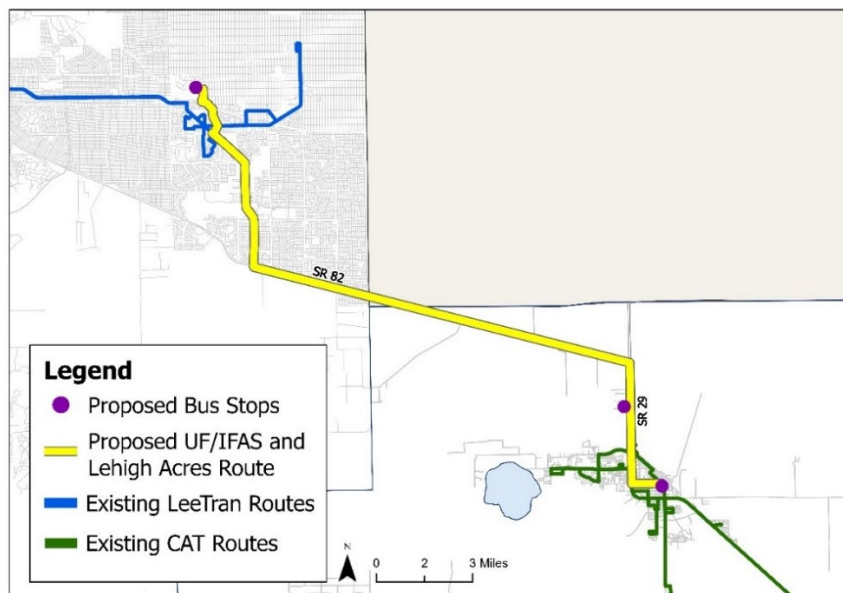 SR 82
SR 29
Legend
Proposed Bus Stops
Proposed UF/IFAS and
Lehigh Acres Route
Existing LeeTran Routes
Existing CAT Routes
N
0 2 3 Miles